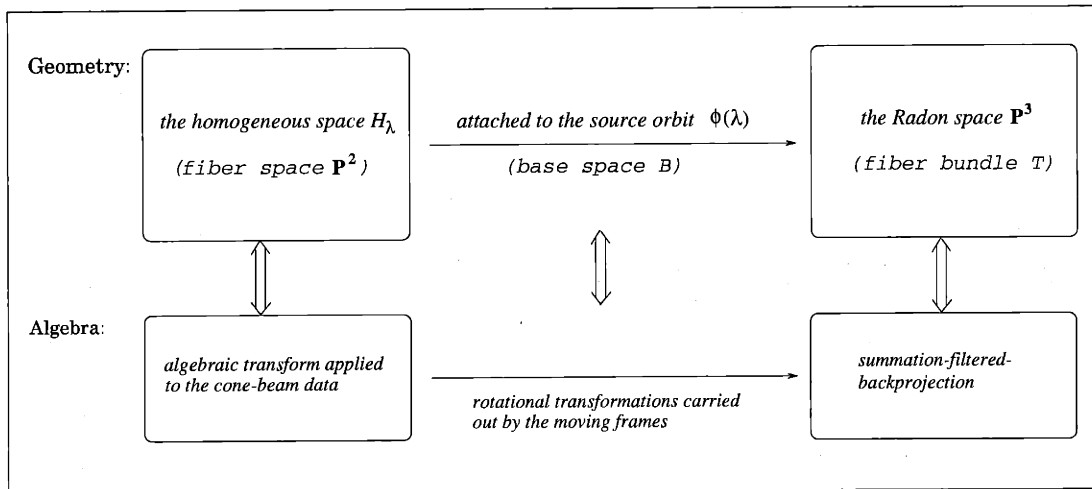 Geometry:
the homogeneous space H_λ
(fiber space P^2)
attached to the source orbit ϕ(λ)
(base space B)
the Radon space P^3
(fiber bundle T)
Algebra:
algebraic transform applied
to the cone-beam data
rotational transformations carried
out by the moving frames
summation-filtered-
backprojection